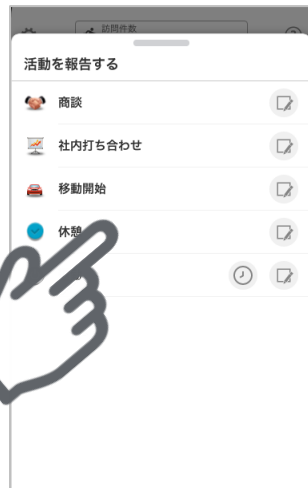 訪問件数
活動を報告する
商談
社内打ち合わせ
移動開始
休憩